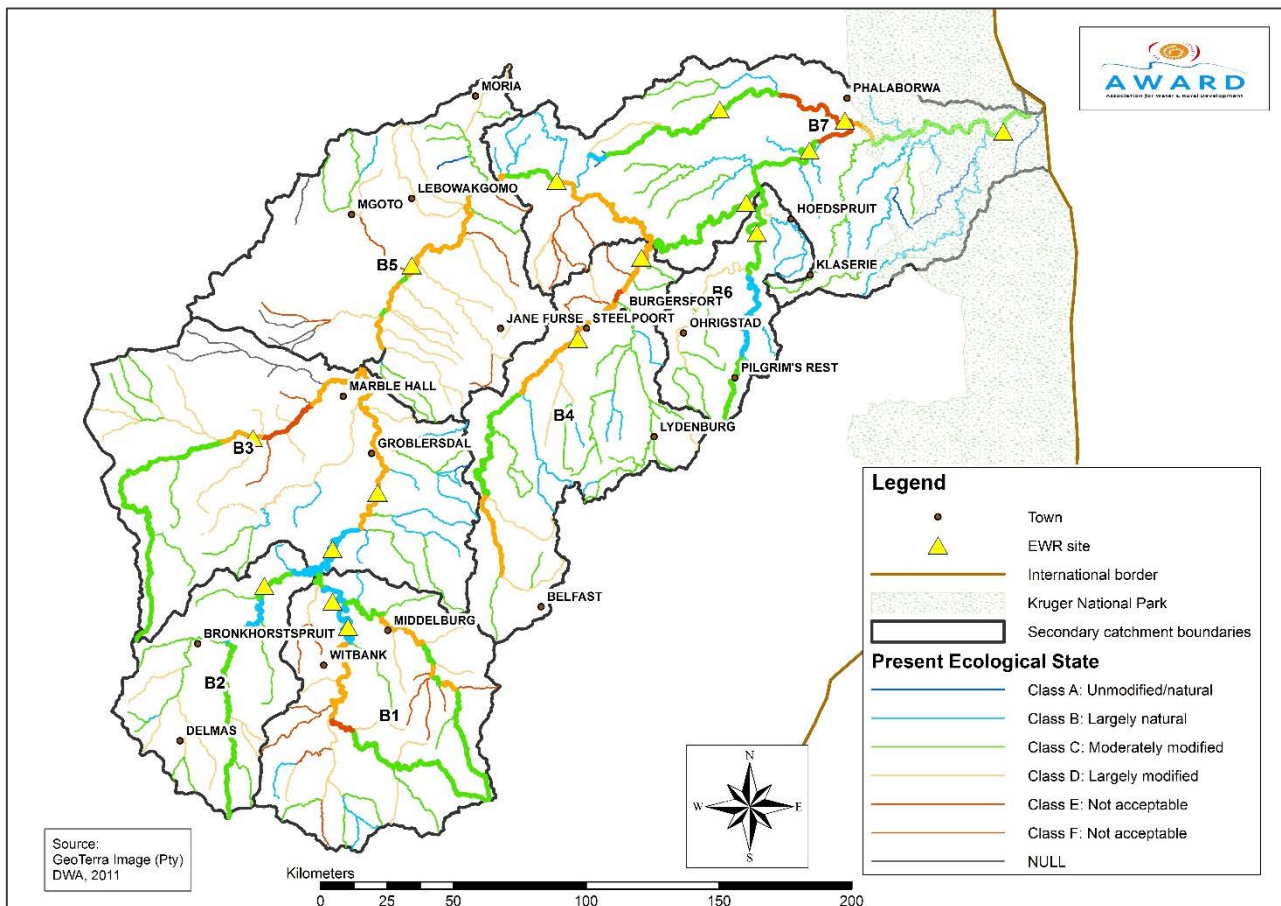 MORIA
PHALABORWA
AWARD
Association for Water & Rural Development
B7
LEBOWAKGOMO
MGOTO
HOEDSPRUIT
B5
KLASERIE
B6
BURGERSFORT
JANE FURSE
STEELPOORT
OHRIGSTAD
MARBLE HALL
PILGRIM'S REST
B4
B3
GROBLERSDAL
LYDENBURG
BELFAST
BRONKHORSTSPRUIT
MIDDELBURG
WITBANK
B2
B1
DELMAS
Legend
Town
EWR site
International border
Kruger National Park
Secondary catchment boundaries
Present Ecological State
Class A: Unmodified/natural
Class B: Largely natural
Class C: Moderately modified
Class D: Largely modified
Class E: Not acceptable
Class F: Not acceptable
NULL
N
W E
S
Source:
GeoTerra Image (Pty)
DWA, 2011
Kilometers
0 25 50 100 150 200